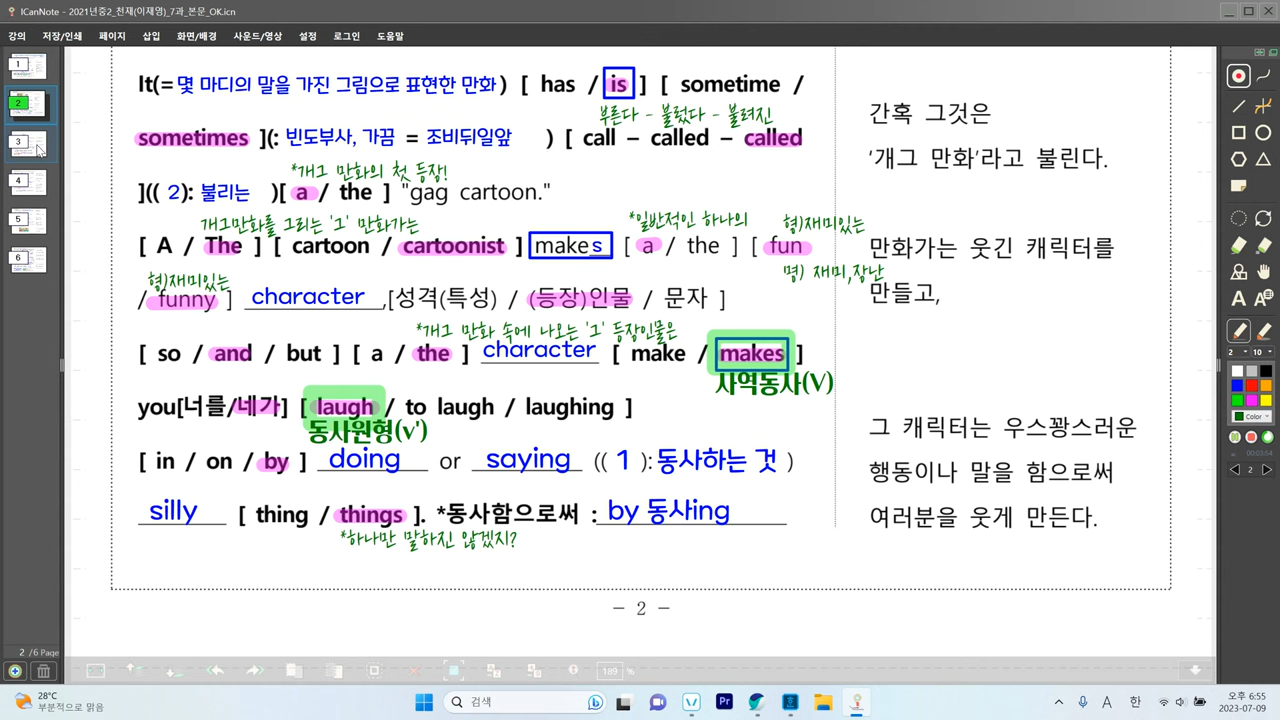 ICanNote - 2021년중2_천재(이재영)_7과_본문_OK.icn
강의 저장/인쇄 페이지 삽입 화면/배경 사운드/영상 설정 로그인 도움말
1
2
3
4
5
6
It(= 몇 마디의 말을 가진 그림으로 표현한 만화) [ has / is ] [ sometime /
부른다 - 불렀다 - 불려진
sometimes ](: 빈도부사, 가끔 = 조비뒤일앞 ) [ call – called – called
*개그 만화의 첫 등장!
](( 2): 불리는 )[ a / the ] "gag cartoon."
개그만화를 그리는 '그' 만화가는
*일반적인 하나의
형)재미있는
[ A / The ] [ cartoon / cartoonist ] makes [ a / the ] [ fun
명) 재미,장난
형)재미있는
/ funny ] character [성격(특성) / (등장)인물 / 문자 ]
*개그 만화 속에 나오는 '그' 등장인물은
[ so / and / but ] [ a / the ] character [ make / makes ]
사역동사(V)
you[너를/네가] [ laugh / to laugh / laughing ]
동사원형(v')
[ in / on / by ] doing or saying (( 1 ):동사하는 것 )
silly [ thing / things ]. *동사함으로써 : by 동사ing
*하나만 말하진 않겠지?
간혹 그것은
‘개그 만화’라고 불린다.
만화가는 웃긴 캐릭터를
만들고,
그 캐릭터는 우스꽝스러운
행동이나 말을 함으로써
여러분을 웃게 만든다.
- 2 -
2 10
Color
00:03:54
2
2 / 6 Page
189 %
28°C
부분적으로 맑음
검색
A 한
오후 6:55
2023-07-09